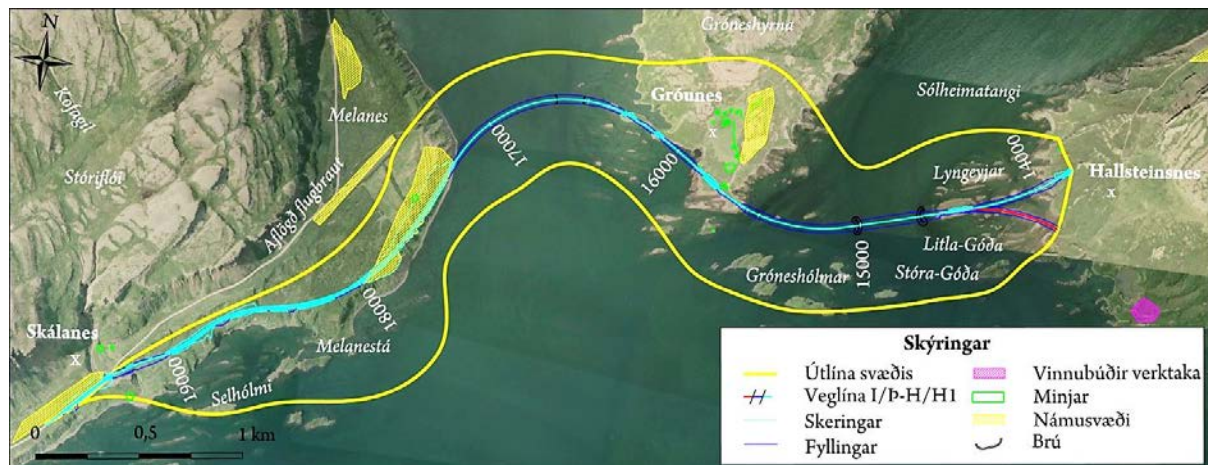 N
Gróneshyrna
Kofagil
Melanes
Gróunes
x
Sólheimatangi
Stóriflói
Aflögð flugbraut
17000
16000
14000
Lyngeyjar
Hallsteinsnes
x
Litla-Góða
Gróneshólmar
15000
Stóra-Góða
18000
Skálanes
x
Melanestá
19000
Selhólmi
0
0,5
1 km
Skýringar
Útlína svæðis
Veglína I/Þ-H/H1
Skeringar
Fyllingar
Vinnubúðir verktaka
Minjar
Námusvæði
Brú